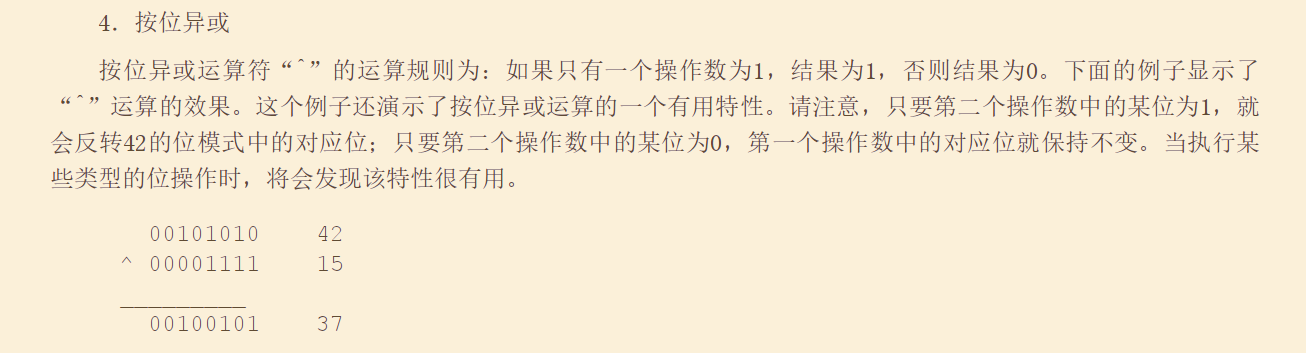 4. 按位异或
按位异或运算符“^”的运算规则为：如果只有一个操作数为1，结果为1，否则结果为0。下面的例子显示了
“^”运算的效果。这个例子还演示了按位异或运算的一个有用特性。请注意，只要第二个操作数中的某位为1，就
会反转42的位模式中的对应位；只要第二个操作数中的某位为0，第一个操作数中的对应位就保持不变。当执行某
些类型的位操作时，将会发现该特性很有用。
00101010 42
^ 00001111 15
_________
00100101 37